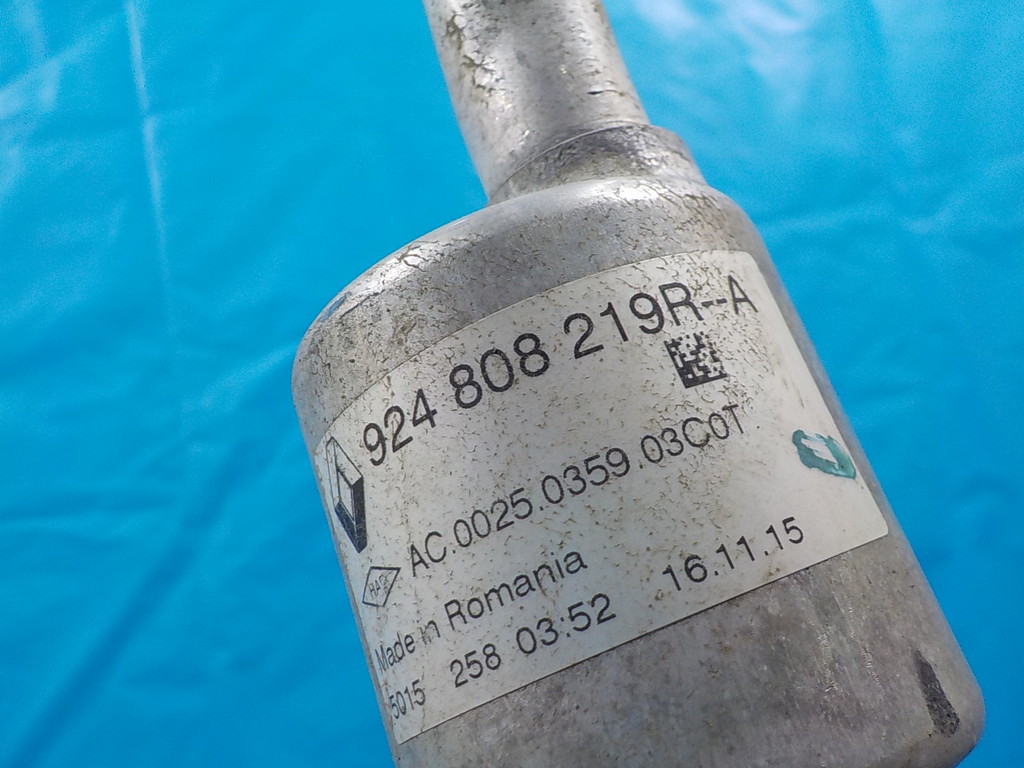 924 808 219R--A
AC.0025.0359.03C0T
Made in Romania
5015 258 03:52 16.11.15